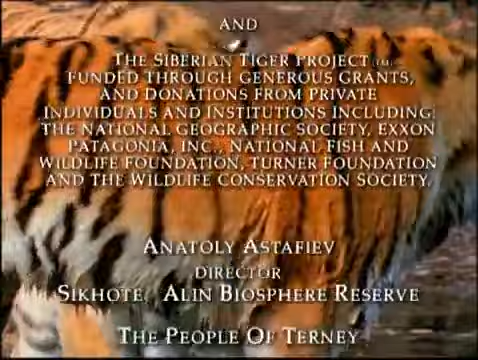 AND
THE SIBERIAN TIGER PROJECT
FUNDED THROUGH GENEROUS GRANTS,
AND DONATIONS FROM PRIVATE
INDIVIDUALS AND INSTITUTIONS INCLUDING:
THE NATIONAL GEOGRAPHIC SOCIETY, EXXON
PATAGONIA, INC., NATIONAL FISH AND
WILDLIFE FOUNDATION, TURNER FOUNDATION
AND THE WILDLIFE CONSERVATION SOCIETY.
ANATOLY ASTAFIEV
DIRECTOR
SIKHOTE ALIN BIOSPHERE RESERVE
THE PEOPLE OF TERNEY